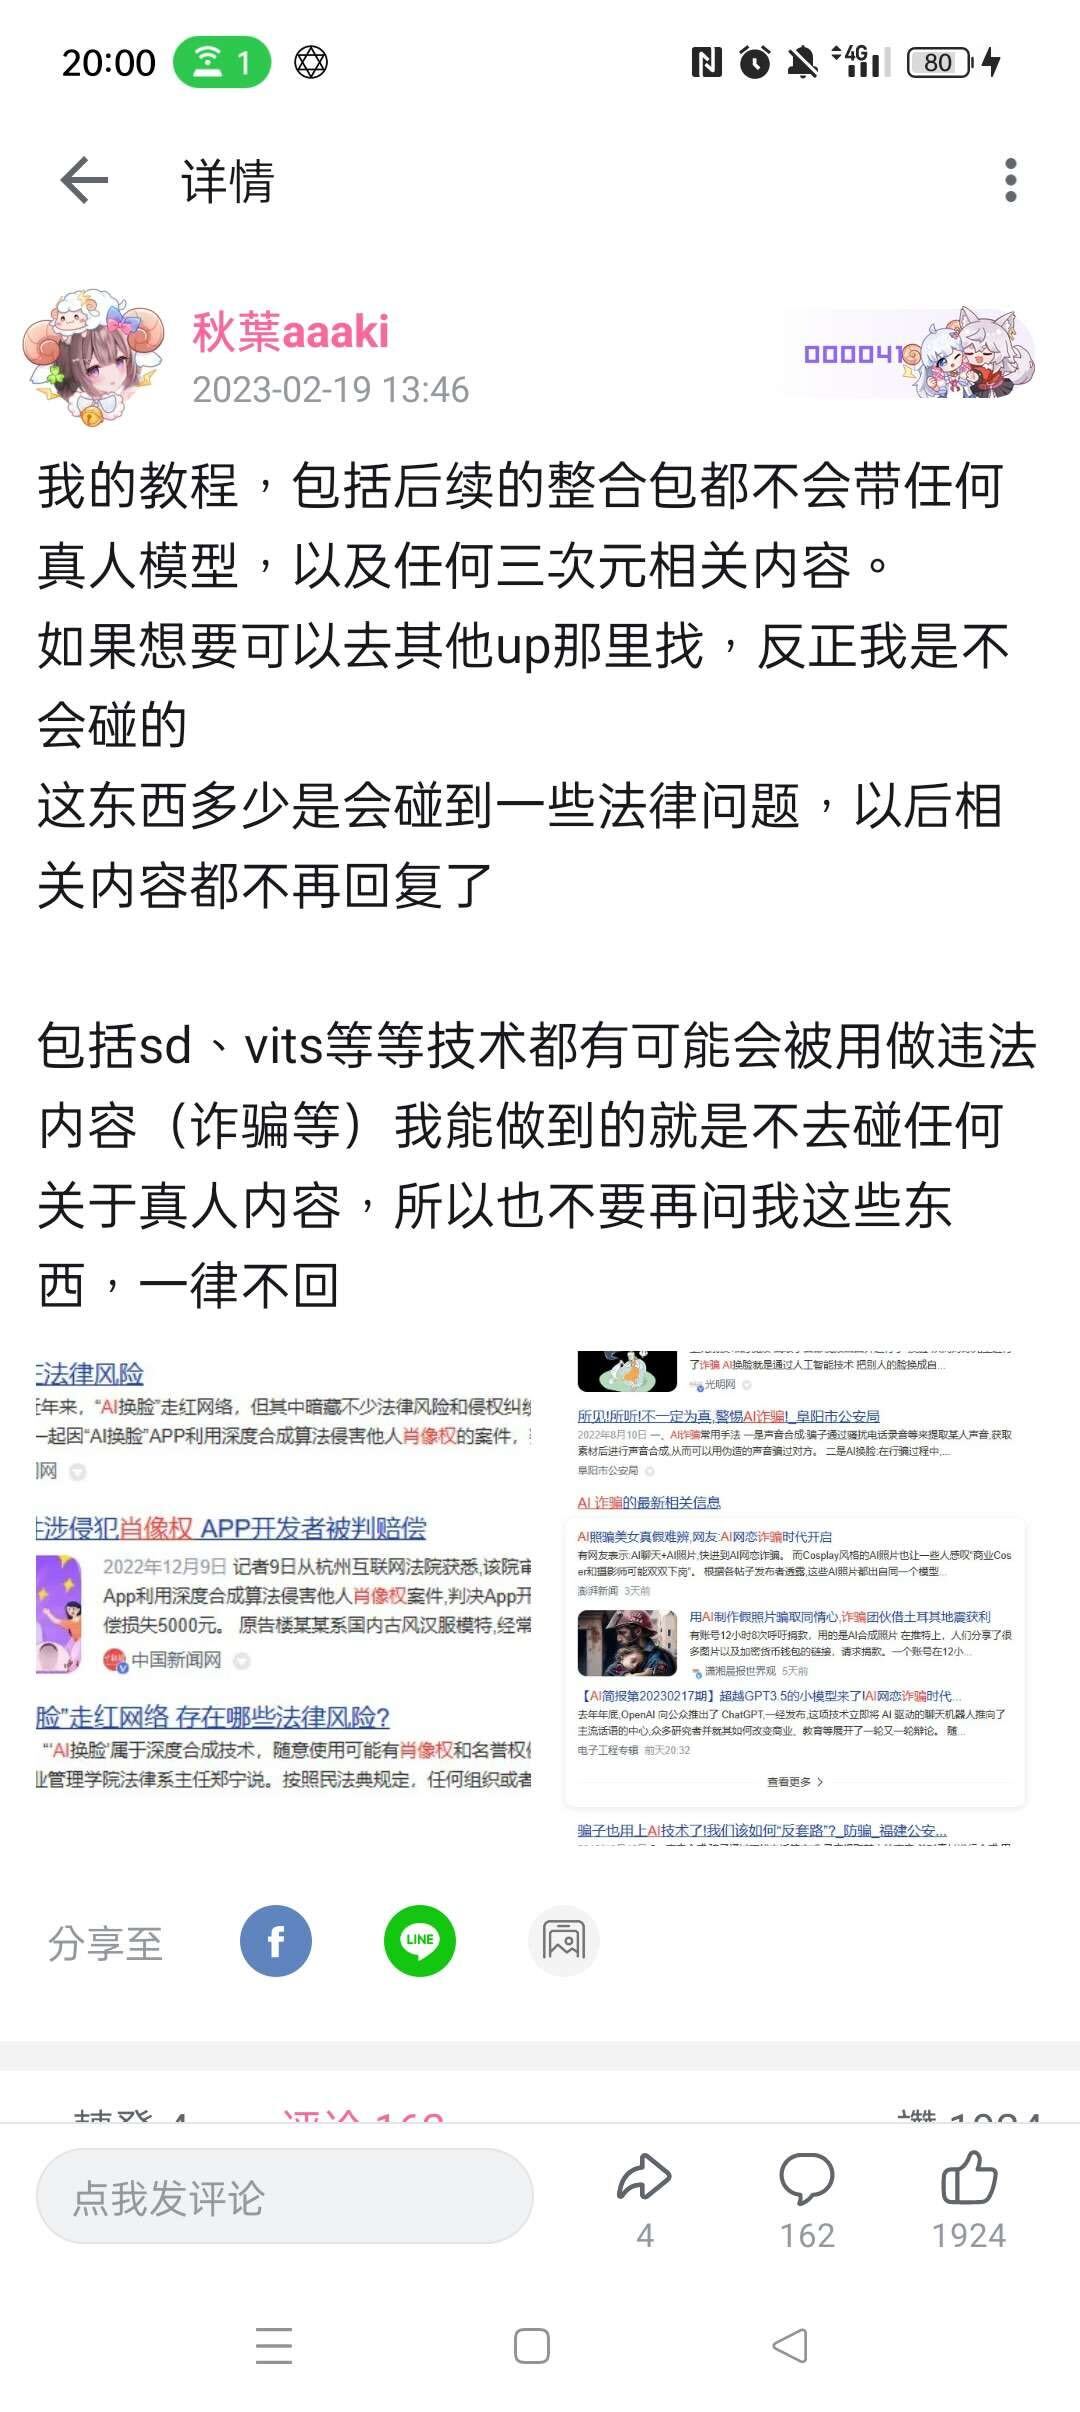 20:00
1
4G
80
详情
秋葉aaaki
2023-02-19 13:46
000041
我的教程，包括后续的整合包都不会带任何
真人模型，以及任何三次元相关内容。
如果想要可以去其他up那里找，反正我是不
会碰的
这东西多少是会碰到一些法律问题，以后相
关内容都不再回复了
包括sd、vits等等技术都有可能会被用做违法
内容（诈骗等）我能做到的就是不去碰任何
关于真人内容，所以也不要再问我这些东
西，一律不回
法律风险
年来，“AI换脸”走红网络，但其中暗藏不少法律风险和侵权纠
一起因“AI换脸”APP利用深度合成算法侵害他人肖像权的案件，
网
涉侵犯肖像权 APP开发者被判赔偿
2022年12月9日 记者9日从杭州互联网法院获悉,该院审
App利用深度合成算法侵害他人肖像权案件,判决App开
偿损失5000元。 原告楼某某系国内古风汉服模特,经常
中国新闻网
脸”走红网络 存在哪些法律风险?
“‘AI换脸’属于深度合成技术，随意使用可能有肖像权和名誉权
业管理学院法律系主任郑宁说。按照民法典规定，任何组织或者
了诈骗 AI换脸就是通过人工智能技术 把别人的脸换成自...
光明网
所见!所听!不一定为真,警惕AI诈骗!_阜阳市公安局
2022年8月10日 一、AI诈骗常用手法 一是声音合成:骗子通过骚扰电话录音等来提取某人声音,获取
素材后进行声音合成,从而可以用伪造的声音骗过对方。 二是AI换脸:在行骗过程中,...
阜阳市公安局
AI 诈骗的最新相关信息
AI照骗美女真假难辨,网友:AI网恋诈骗时代开启
有网友表示:AI聊天+AI照片,快进到AI网恋诈骗。 而Cosplay风格的AI照片也让一些人感叹“商业Cos
er和摄影师可能双双下岗”。 根据各帖子发布者透露,这些AI照片都出自同一个模型...
澎湃新闻 3天前
用AI制作假照片骗取同情心,诈骗团伙借土耳其地震获利
有账号12小时8次呼吁捐款，用的是AI合成照片 在推特上，人们分享了很
多图片以及加密货币钱包的链接，请求捐款。一个账号在12小...
潇湘晨报世界观 5天前
【AI简报第20230217期】超越GPT3.5的小模型来了!AI网恋诈骗时代...
去年年底,OpenAI 向公众推出了 ChatGPT,一经发布,这项技术立即将 AI 驱动的聊天机器人推向了
主流话语的中心,众多研究者并就其如何改变商业、教育等展开了一轮又一轮辩论。 随...
电子工程专辑 前天20:32
查看更多
骗子也用上AI技术了!我们该如何“反套路”?_防骗_福建公安...
分享至
LINE
轉發 4
评论 162
讚 1924
点我发评论
4
162
1924